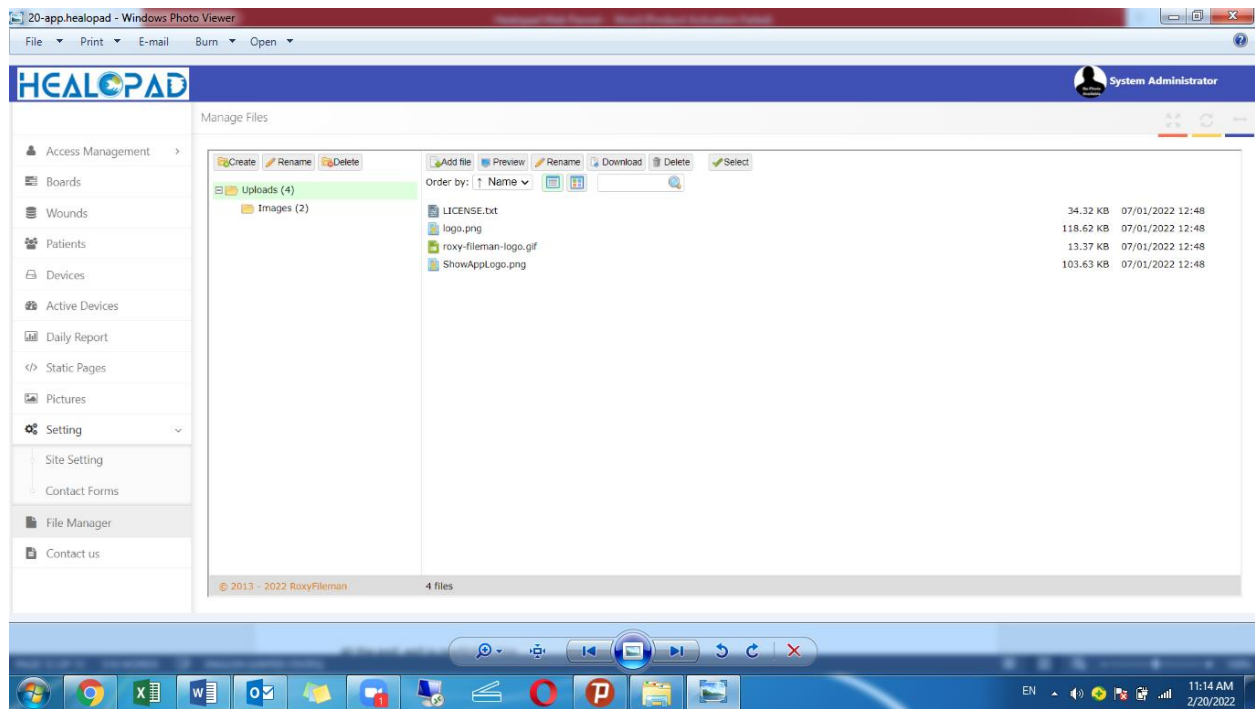 20-app.healopad - Windows Photo Viewer
File Print E-mail Burn Open
HEALOPAD
System Administrator
Manage Files
Access Management
Boards
Wounds
Patients
Devices
Active Devices
Daily Report
Static Pages
Pictures
Setting
Site Setting
Contact Forms
File Manager
Contact us
Create Rename Delete
Uploads (4)
Images (2)
Add file Preview Rename Download Delete Select
Order by: ↑ Name
LICENSE.txt 34.32 KB 07/01/2022 12:48
logo.png 118.62 KB 07/01/2022 12:48
roxy-fileman-logo.gif 13.37 KB 07/01/2022 12:48
ShowAppLogo.png 103.63 KB 07/01/2022 12:48
© 2013 - 2022 RoxyFileman
4 files
EN
11:14 AM
2/20/2022